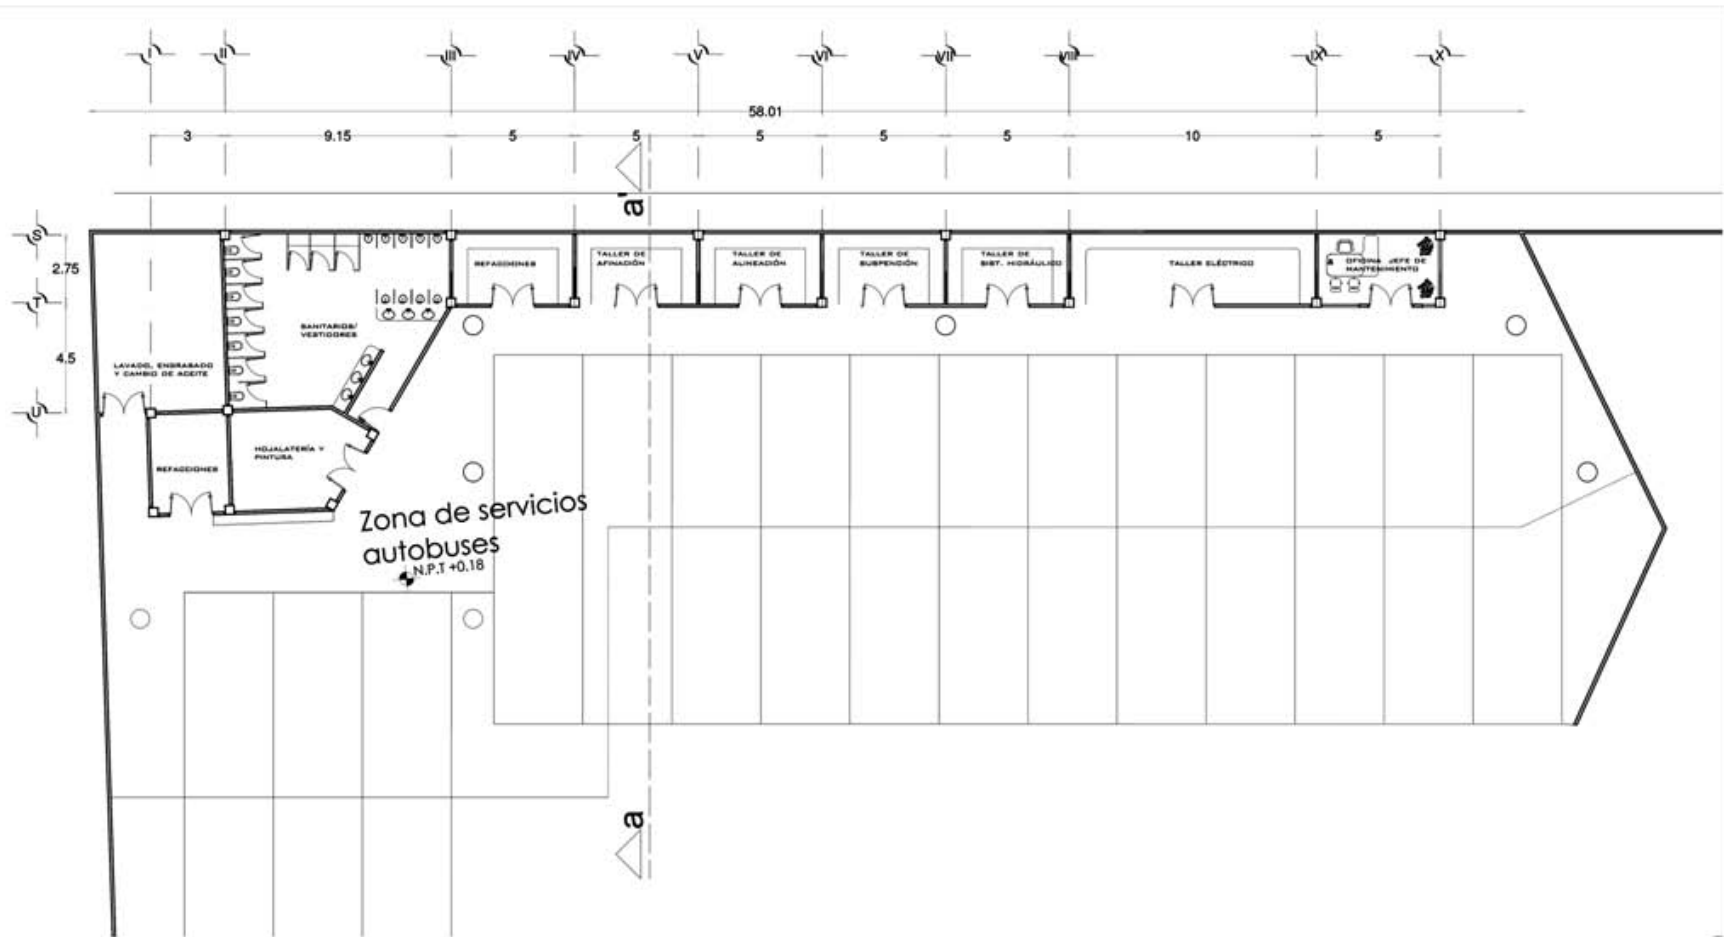 I II III IV V VI VII VIII IX X
58.01
3 9.15 5 5 5 5 5 10 5
a'
S
2.75
T
4.5
U
REFACCIONES
TALLER DE
AFINACIÓN
TALLER DE
ALINEACIÓN
TALLER DE
SUSPENCIÓN
TALLER DE
SIST. HIDRÁULICO
TALLER ELÉCTRICO
OFICINA JEFE DE
MANTENIMIENTO
SANITARIOS/
VESTIDORES
LAVADO, ENGRASADO
Y CAMBIO DE ACEITE
HOJALATERÍA Y
PINTURA
REFACCIONES
Zona de servicios
autobuses
N.P.T +0.18
a